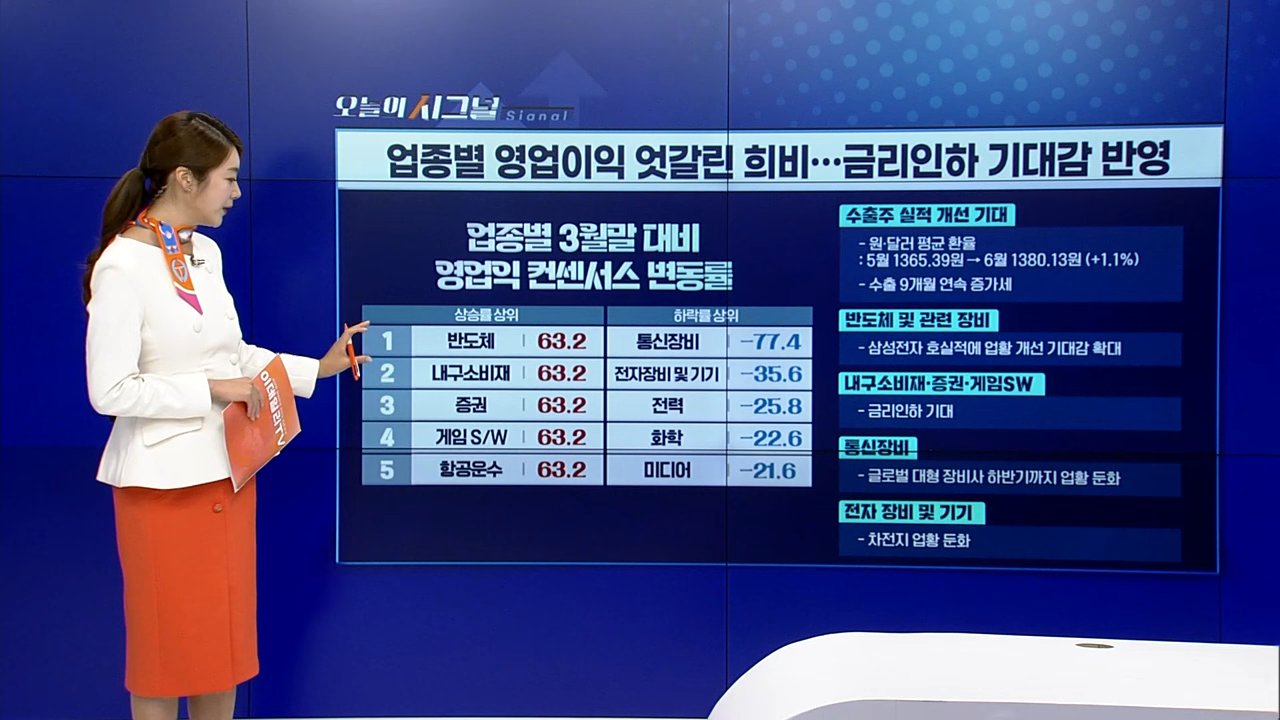 오늘의 시그널
Signal
업종별 영업이익 엇갈린 희비…금리인하 기대감 반영
업종별 3월말 대비
영업익 컨센서스 변동률
상승률 상위 하락률 상위
1 반도체 63.2 통신장비 -77.4
2 내구소비재 63.2 전자장비 및 기기 -35.6
3 증권 63.2 전력 -25.8
4 게임 S/W 63.2 화학 -22.6
5 항공운수 63.2 미디어 -21.6
수출주 실적 개선 기대
- 원·달러 평균 환율
: 5월 1365.39원 → 6월 1380.13원 (+1.1%)
- 수출 9개월 연속 증가세
반도체 및 관련 장비
- 삼성전자 호실적에 업황 개선 기대감 확대
내구소비재·증권·게임SW
- 금리인하 기대
통신장비
- 글로벌 대형 장비사 하반기까지 업황 둔화
전자 장비 및 기기
- 차전지 업황 둔화
이데일리TV